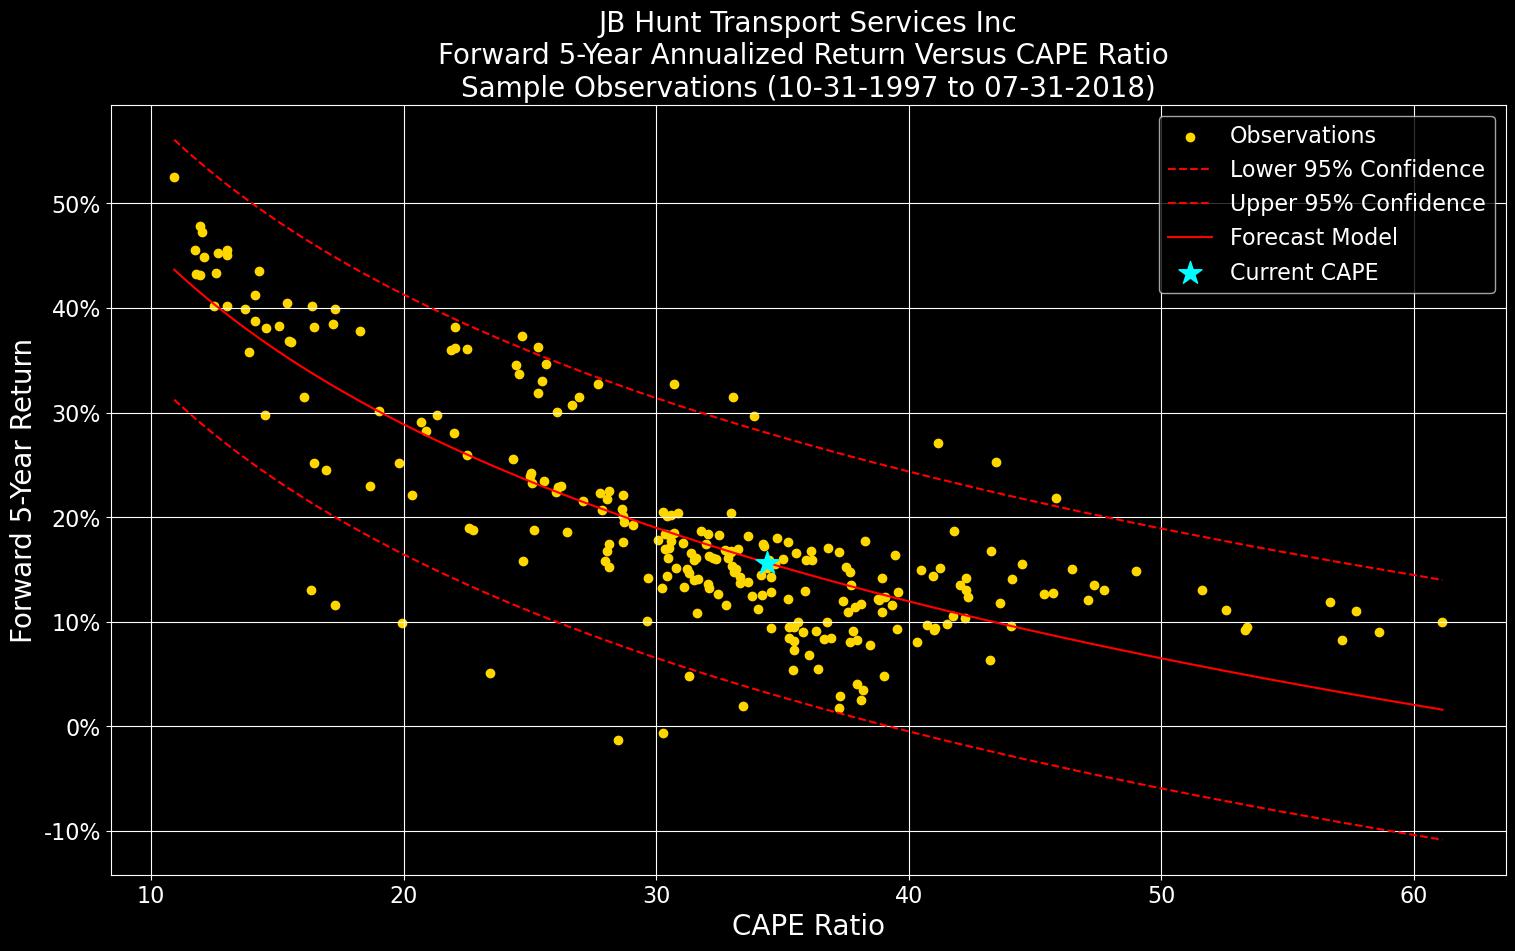 JB Hunt Transport Services Inc
Forward 5-Year Annualized Return Versus CAPE Ratio
Sample Observations (10-31-1997 to 07-31-2018)
Observations
Lower 95% Confidence
Upper 95% Confidence
Forecast Model
Current CAPE
Forward 5-Year Return
50%
40%
30%
20%
10%
0%
-10%
10 20 30 40 50 60
CAPE Ratio